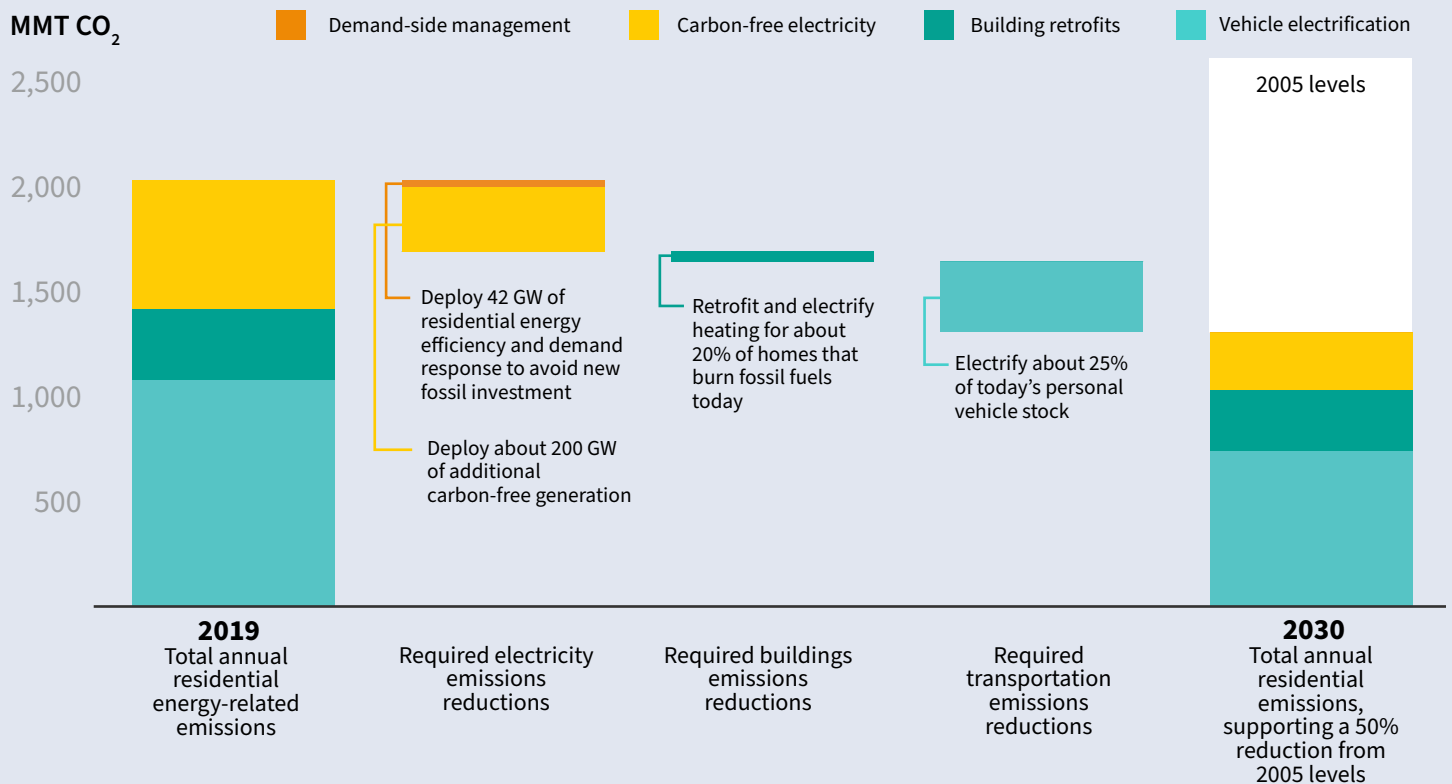 MMT CO2
Demand-side management
Carbon-free electricity
Building retrofits
Vehicle electrification
2,500
2,000
1,500
1,000
500
2005 levels
Deploy 42 GW of
residential energy
efficiency and demand
response to avoid new
fossil investment
Deploy about 200 GW
of additional
carbon-free generation
Retrofit and electrify
heating for about
20% of homes that
burn fossil fuels
today
Electrify about 25%
of today’s personal
vehicle stock
2019
Total annual
residential
energy-related
emissions
Required electricity
emissions
reductions
Required buildings
emissions
reductions
Required
transportation
emissions
reductions
2030
Total annual
residential
emissions,
supporting a 50%
reduction from
2005 levels